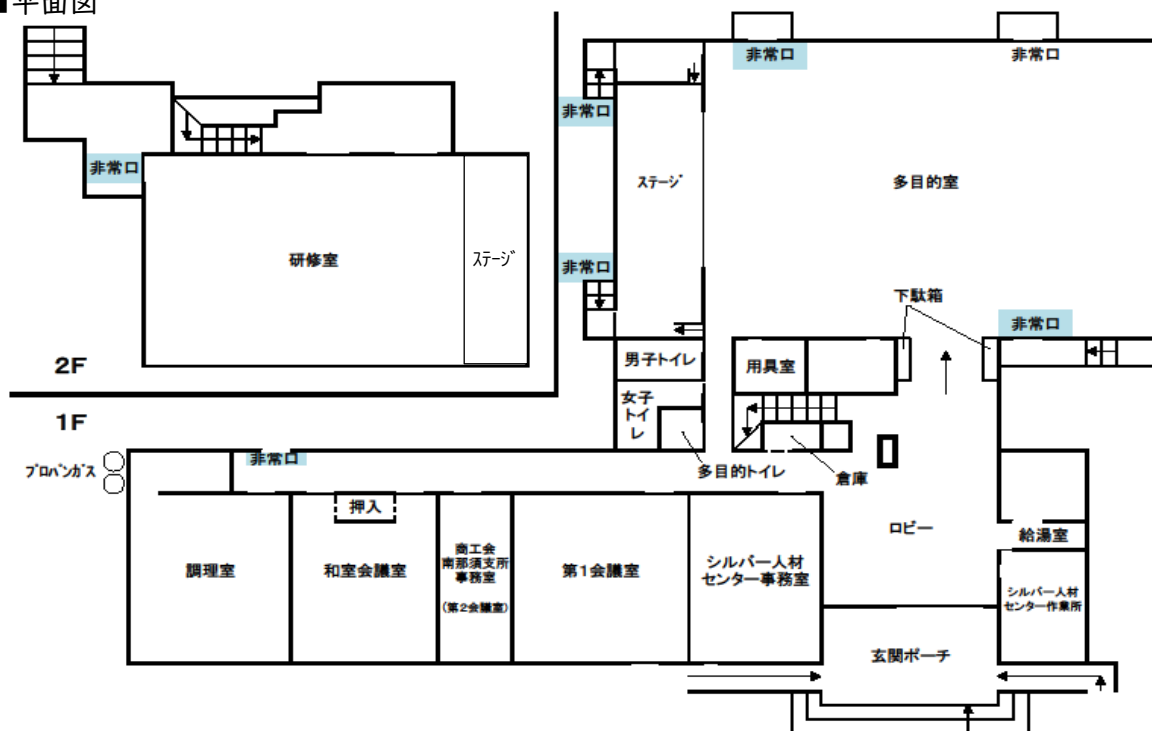 ■平面図
非常口
研修室
ステージ
2F
非常口
非常口
非常口
非常口
ステージ
多目的室
下駄箱
非常口
男子トイレ
用具室
女子
トイ
レ
多目的トイレ
倉庫
1F
プロパンガス
非常口
押入
調理室
和室会議室
商工会
南那須支所
事務室
(第2会議室)
第1会議室
シルバー人材
センター事務室
ロビー
給湯室
シルバー人材
センター作業所
玄関ポーチ